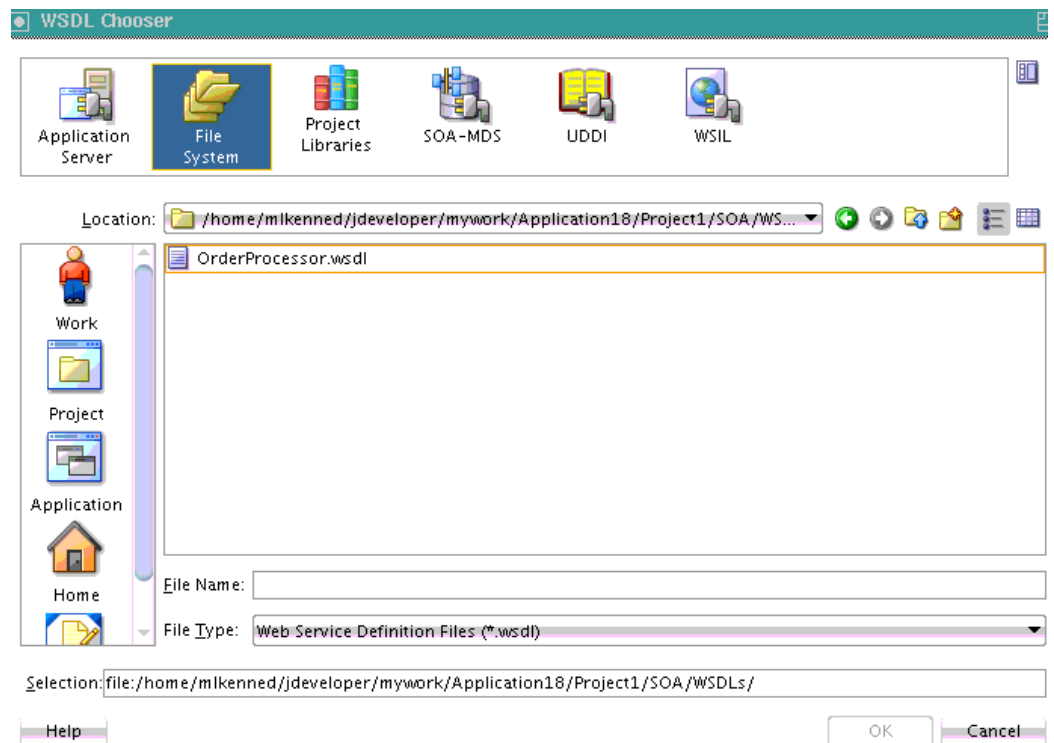 WSDL Chooser
Application
Server
File
System
Project
Libraries
SOA-MDS
UDDI
WSIL
Location: /home/mlkenned/jdeveloper/mywork/Application18/Project1/SOA/WS...
Work
Project
Application
Home
OrderProcessor.wsdl
File Name:
File Type: Web Service Definition Files (*.wsdl)
Selection: file:/home/mlkenned/jdeveloper/mywork/Application18/Project1/SOA/WSDLs/
Help
OK
Cancel